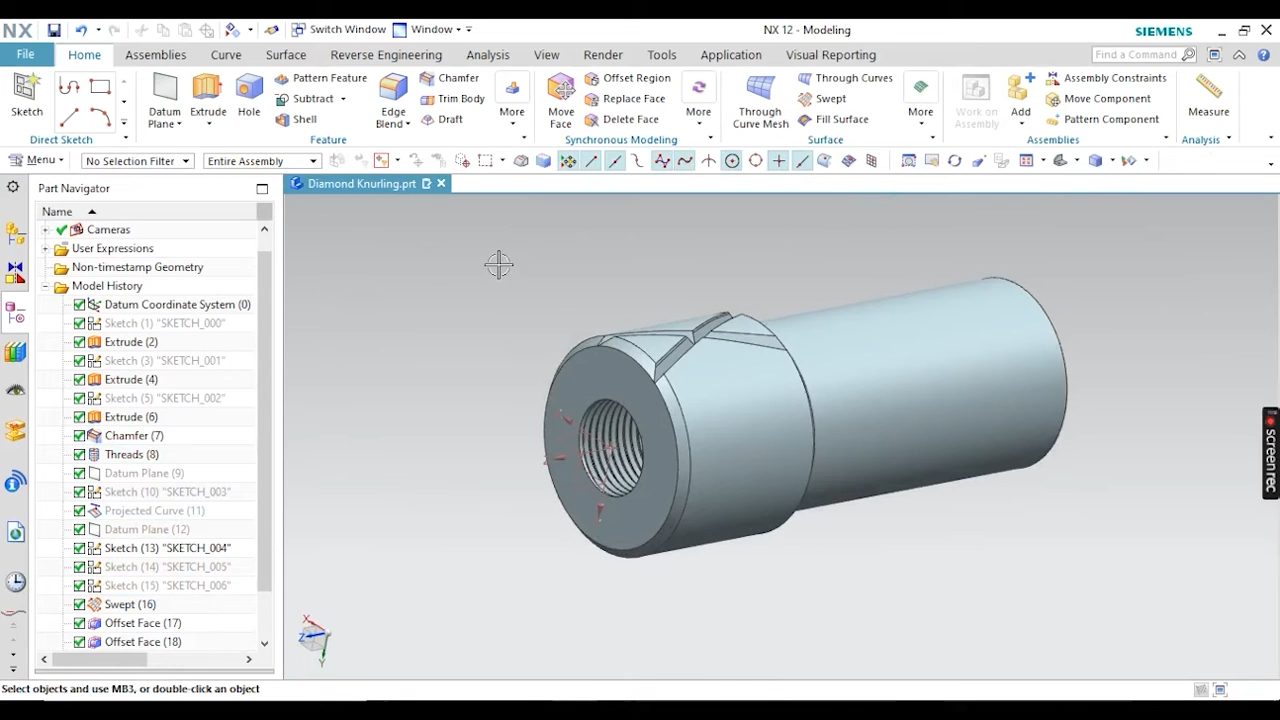 NX
Switch Window
Window
NX 12 - Modeling
SIEMENS
File
Home
Assemblies
Curve
Surface
Reverse Engineering
Analysis
View
Render
Tools
Application
Visual Reporting
Find a Command
Sketch
Direct Sketch
Datum Plane
Extrude
Hole
Pattern Feature
Subtract
Shell
Edge Blend
Chamfer
Trim Body
Draft
More
Feature
Move Face
Offset Region
Replace Face
Delete Face
More
Synchronous Modeling
Through Curve Mesh
Through Curves
Swept
Fill Surface
More
Surface
Work on Assembly
Add
Assembly Constraints
Move Component
Pattern Component
Assemblies
Measure
Analysis
Menu
No Selection Filter
Entire Assembly
Part Navigator
Diamond Knurling.prt
Name
Cameras
User Expressions
Non-timestamp Geometry
Model History
Datum Coordinate System (0)
Sketch (1) "SKETCH_000"
Extrude (2)
Sketch (3) "SKETCH_001"
Extrude (4)
Sketch (5) "SKETCH_002"
Extrude (6)
Chamfer (7)
Threads (8)
Datum Plane (9)
Sketch (10) "SKETCH_003"
Projected Curve (11)
Datum Plane (12)
Sketch (13) "SKETCH_004"
Sketch (14) "SKETCH_005"
Sketch (15) "SKETCH_006"
Swept (16)
Offset Face (17)
Offset Face (18)
X
Z
Y
screenrec
Select objects and use MB3, or double-click an object